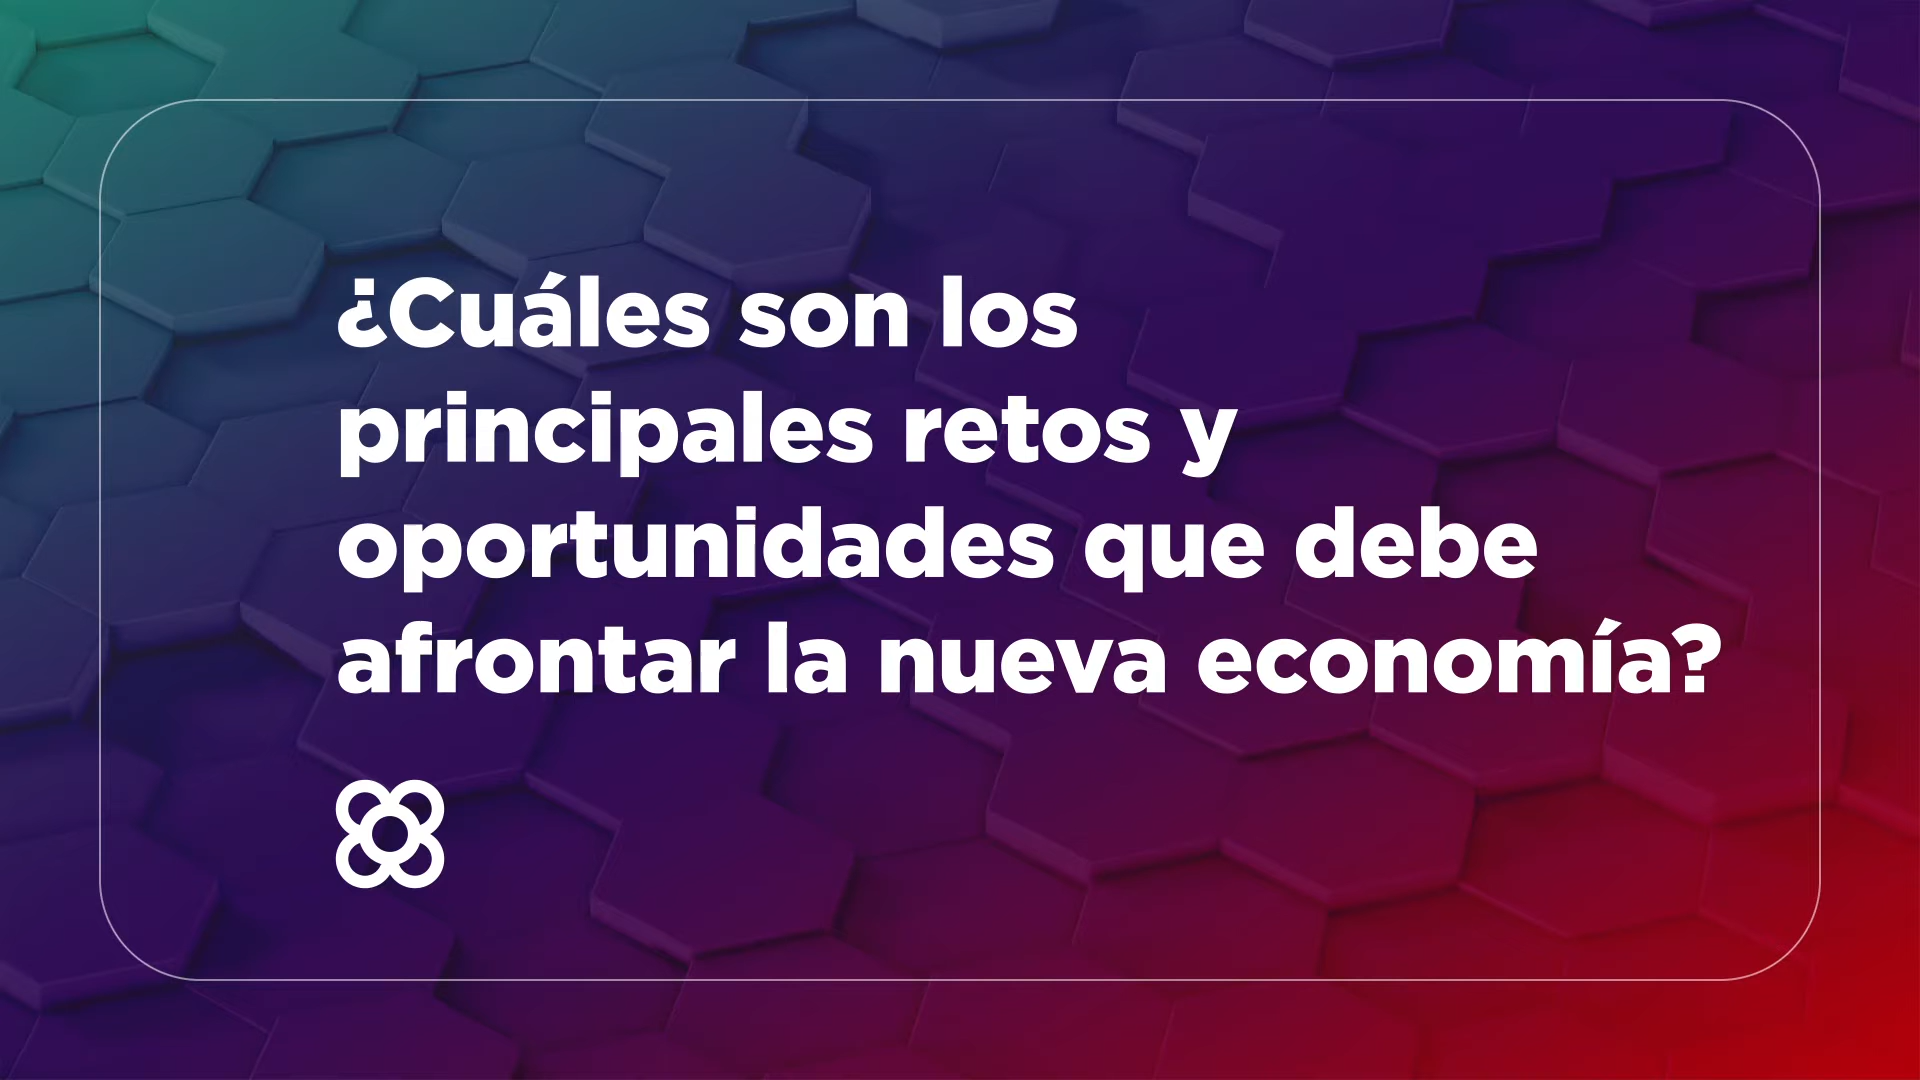 ¿Cuáles son los
principales retos y
oportunidades que debe
afrontar la nueva economía?